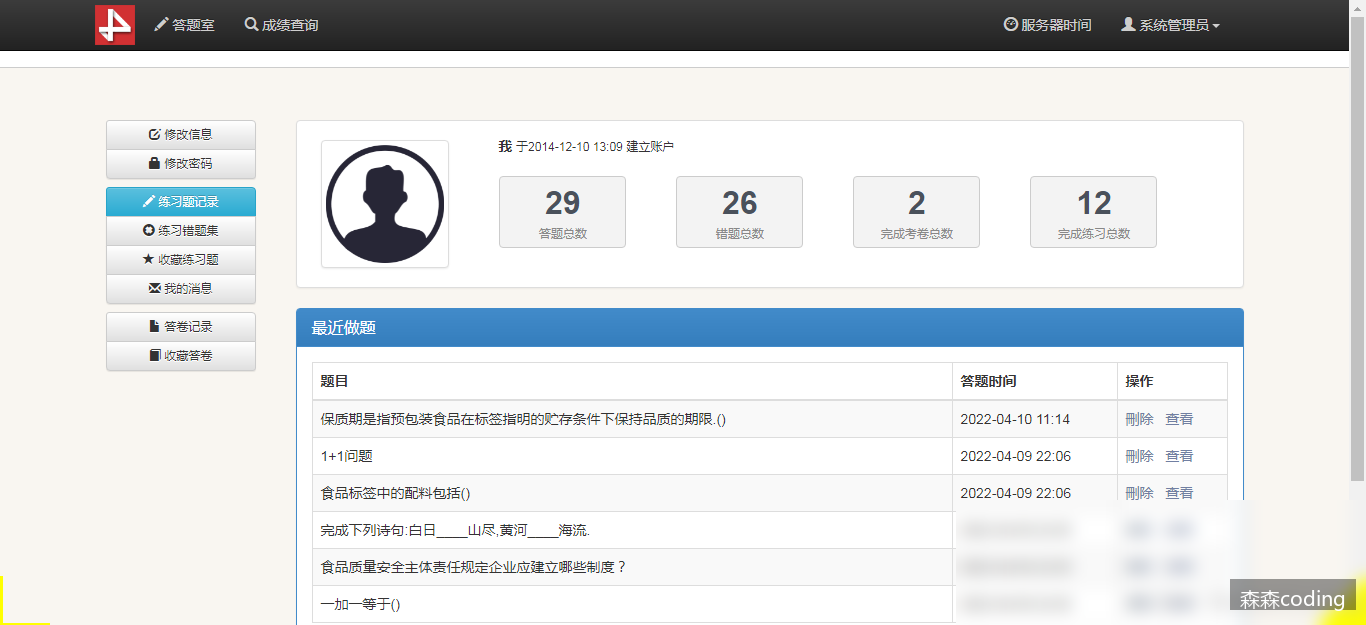 答题室 成绩查询 服务器时间 系统管理员
修改信息
修改密码
练习题记录
练习错题集
收藏练习题
我的消息
答卷记录
收藏答卷
我 于2014-12-10 13:09 建立账户
29 26 2 12
答题总数 错题总数 完成考卷总数 完成练习总数
最近做题
题目 答题时间 操作
保质期是指预包装食品在标签指明的贮存条件下保持品质的期限.() 2022-04-10 11:14 刪除 查看
1+1问题 2022-04-09 22:06 刪除 查看
食品标签中的配料包括() 2022-04-09 22:06 刪除 查看
完成下列诗句:白日____山尽,黄河____海流.
食品质量安全主体责任规定企业应建立哪些制度？
一加一等于()
森森coding